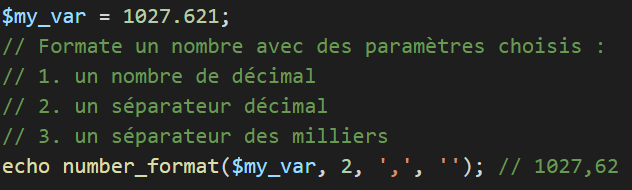 $my_var = 1027.621;
// Formate un nombre avec des paramètres choisis :
// 1. un nombre de décimal
// 2. un séparateur décimal
// 3. un séparateur des milliers
echo number_format($my_var, 2, ',', ''); // 1027,62